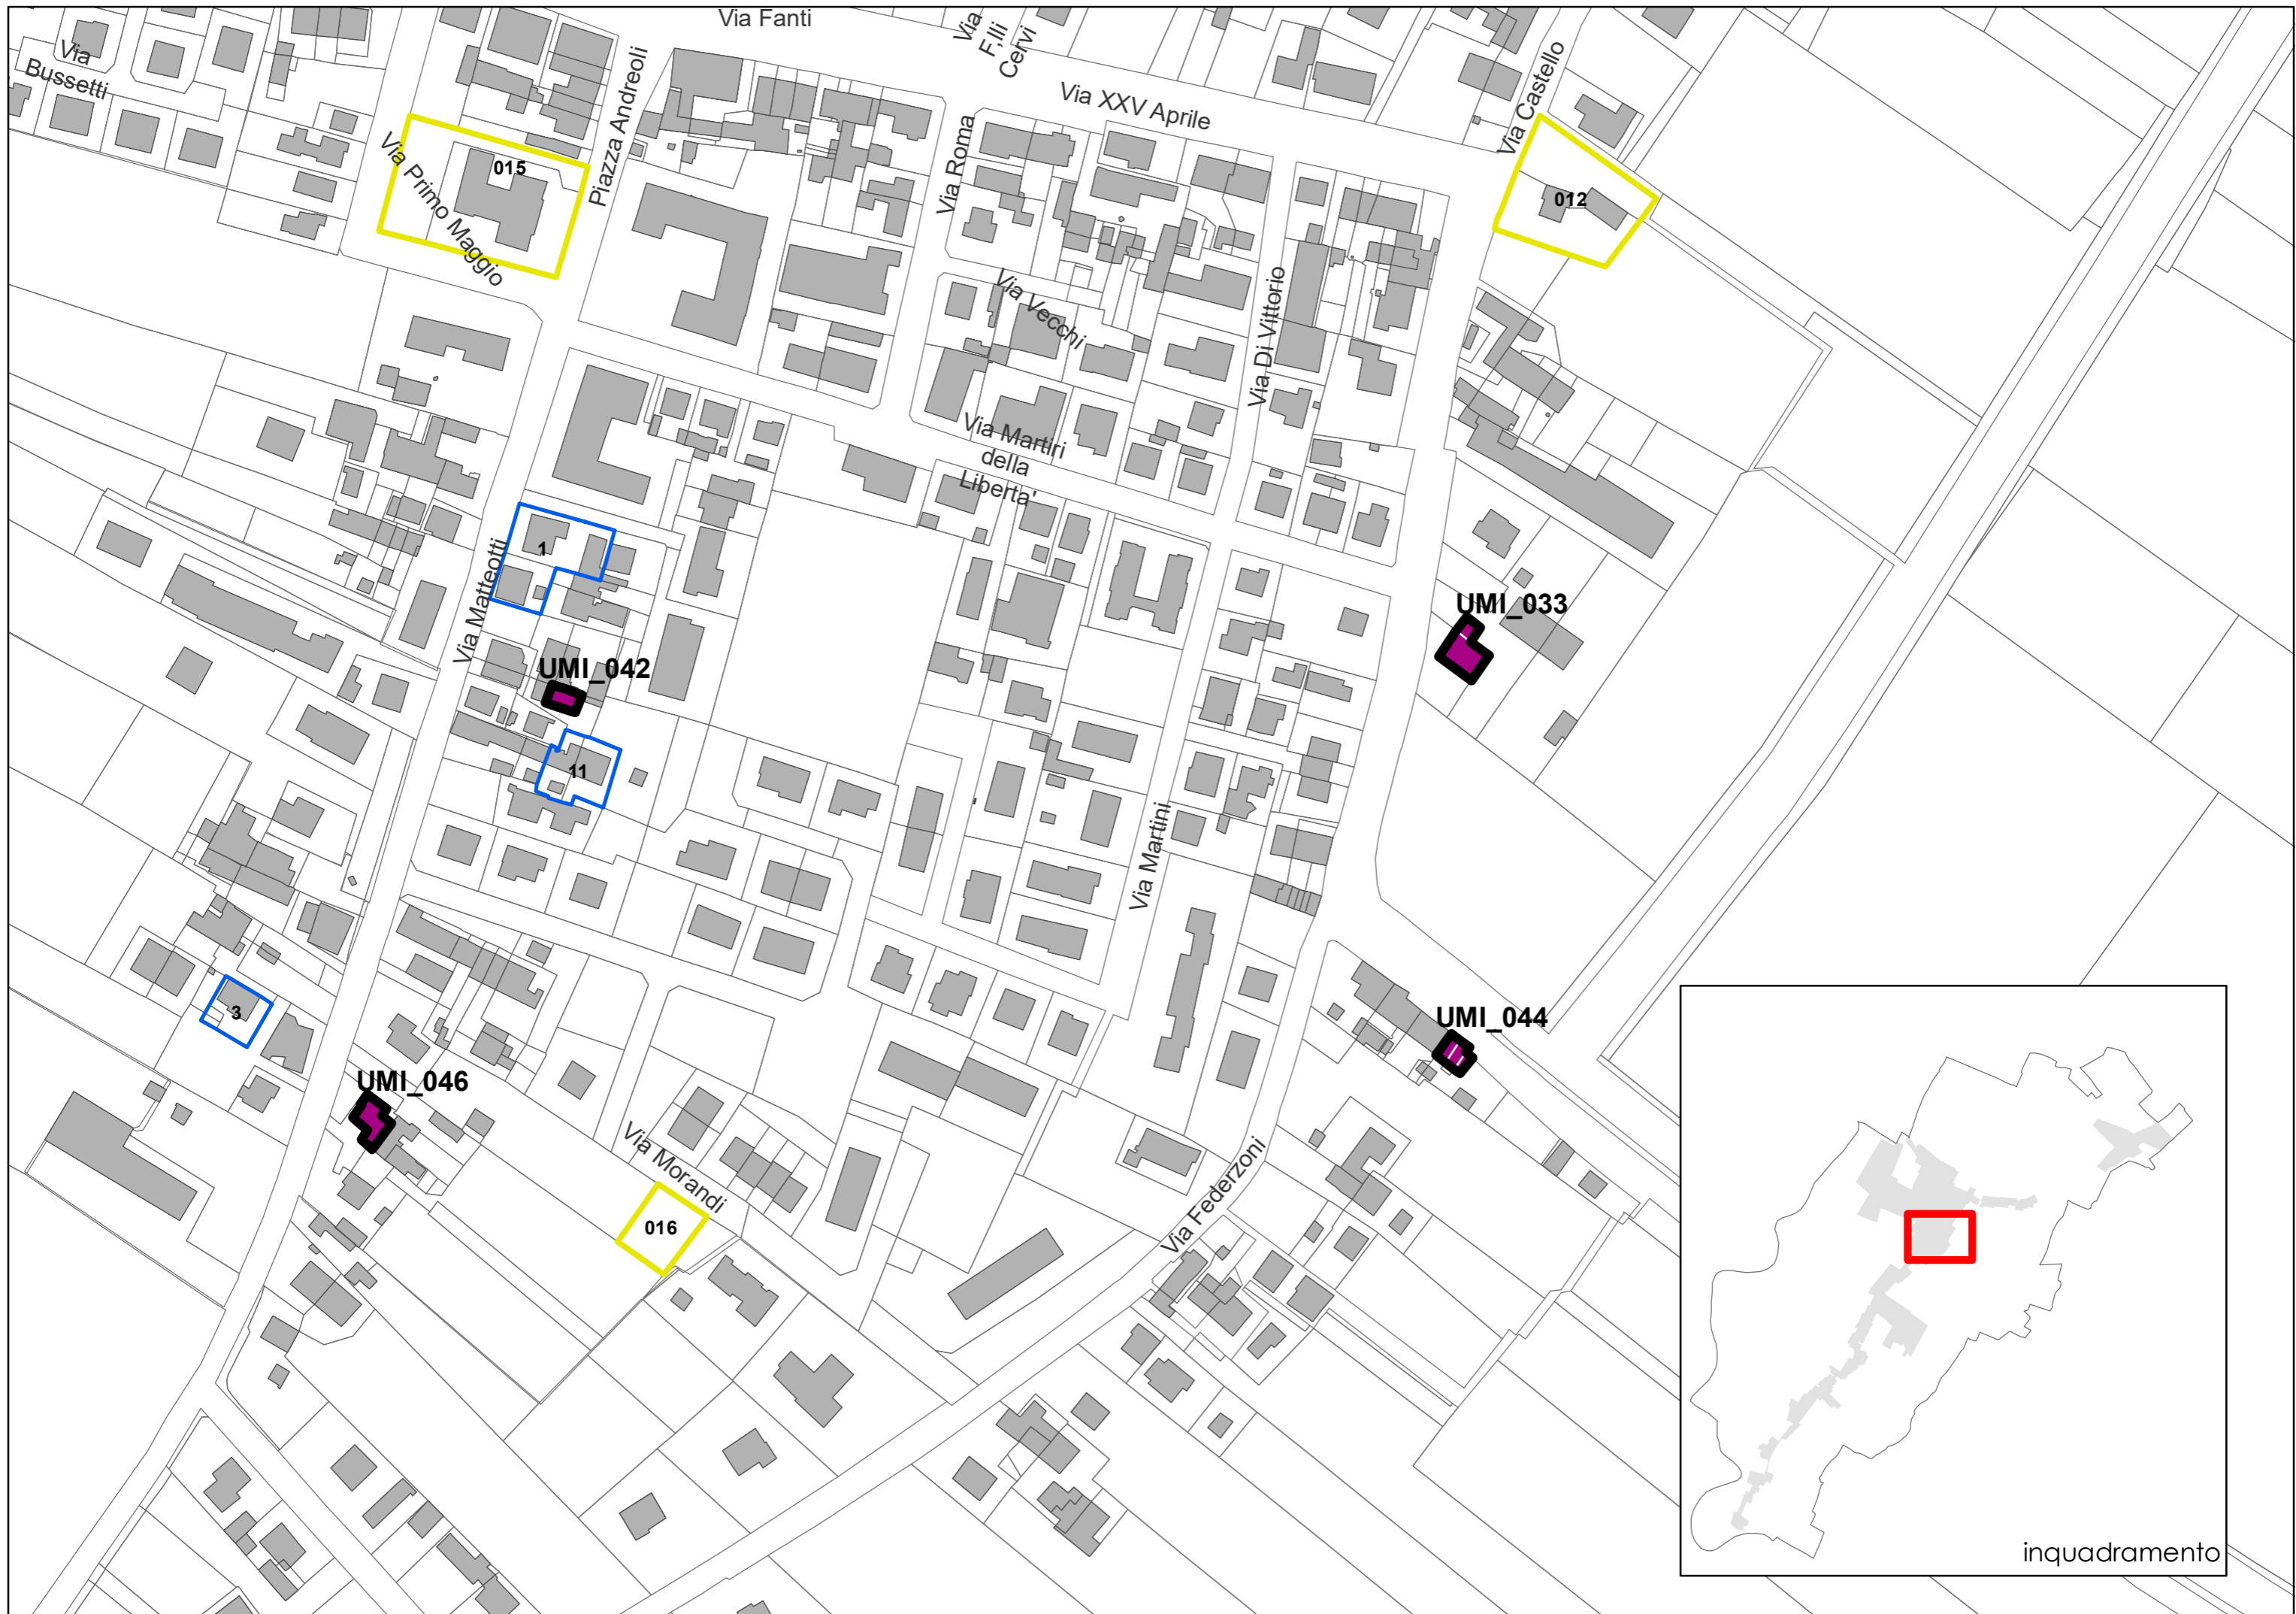 Via Fanti
Via
F,lli
Cervi
Via
Bussetti
Piazza Andreoli
Via XXV Aprile
Via Castello
Via Roma
015
Via Primo Maggio
012
Via Vecchi
Via Di Vittorio
Via Martiri
della
Liberta'
1
Via Matteotti
UMI_033
UMI_042
11
Via Martini
3
UMI_044
UMI_046
Via Morandi
Via Federzoni
016
inquadramento